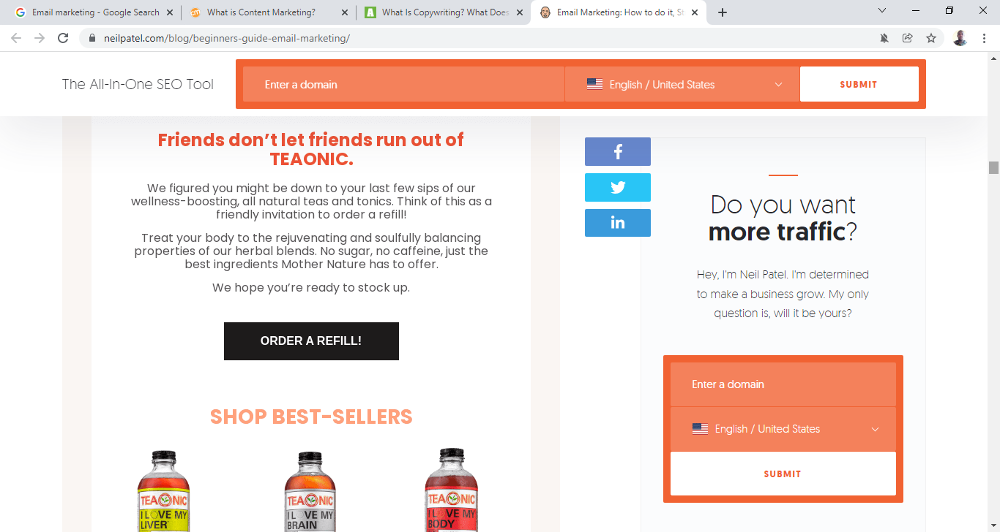 Email marketing - Google Search
What is Content Marketing?
What Is Copywriting? What Does
Email Marketing: How to do it, St
neilpatel.com/blog/beginners-guide-email-marketing/
The All-In-One SEO Tool
Enter a domain
English / United States
SUBMIT
Friends don’t let friends run out of
TEAONIC.
We figured you might be down to your last few sips of our
wellness-boosting, all natural teas and tonics. Think of this as a
friendly invitation to order a refill!
Treat your body to the rejuvenating and soulfully balancing
properties of our herbal blends. No sugar, no caffeine, just the
best ingredients Mother Nature has to offer.
We hope you’re ready to stock up.
ORDER A REFILL!
SHOP BEST-SELLERS
TEAONIC
I LOVE MY
LIVER
TEAONIC
I LOVE MY
BRAIN
TEAONIC
I LOVE MY
BODY
Do you want
more traffic?
Hey, I'm Neil Patel. I'm determined
to make a business grow. My only
question is, will it be yours?
Enter a domain
English / United States
SUBMIT